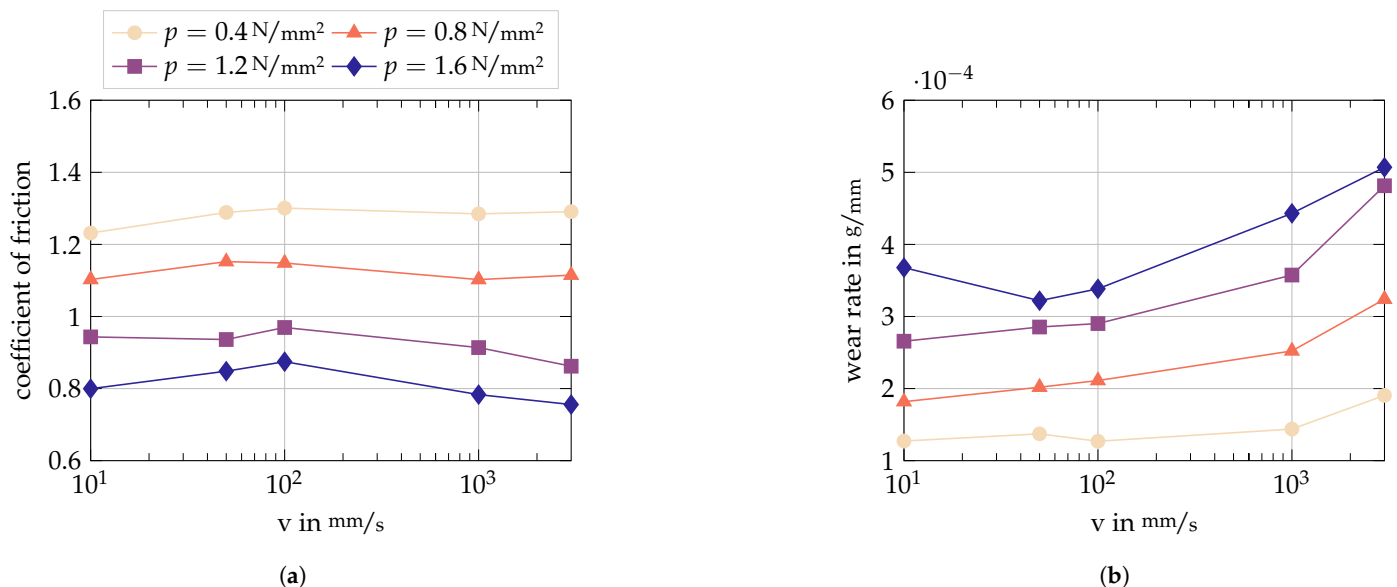 p = 0.4 N/mm² p = 0.8 N/mm²
p = 1.2 N/mm² p = 1.6 N/mm²
1.6
1.4
1.2
1
0.8
0.6
coefficient of friction
10¹ 10² 10³
v in mm/s
(a)
·10⁻⁴
6
5
4
3
2
1
wear rate in g/mm
10¹ 10² 10³
v in mm/s
(b)